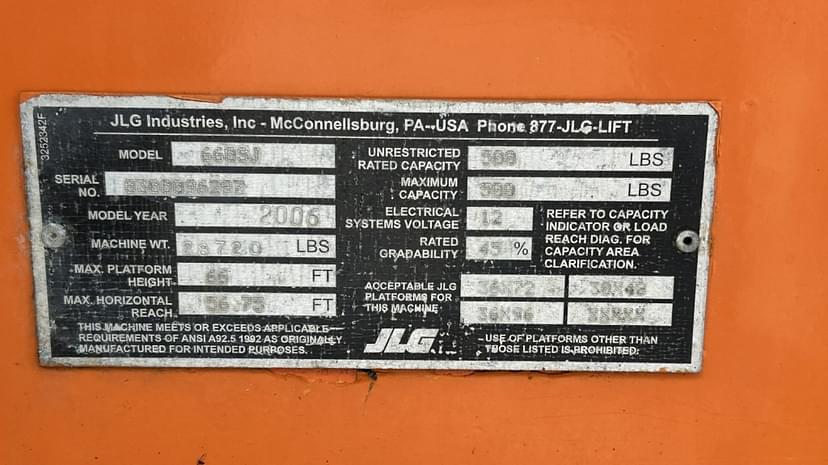 JLG Industries, Inc - McConnellsburg, PA - USA Phone 877-JLG-LIFT
3252342F
MODEL 660SJ
SERIAL NO.
MODEL YEAR 2006
MACHINE WT. 28720 LBS
MAX. PLATFORM HEIGHT 65 FT
MAX. HORIZONTAL REACH 56.75 FT
THIS MACHINE MEETS OR EXCEEDS APPLICABLE
REQUIREMENTS OF ANSI A92.5 1992 AS ORIGINALLY
MANUFACTURED FOR INTENDED PURPOSES.
UNRESTRICTED RATED CAPACITY 500 LBS
MAXIMUM CAPACITY LBS
ELECTRICAL SYSTEMS VOLTAGE 12
RATED GRADABILITY 45 %
REFER TO CAPACITY
INDICATOR OR LOAD
REACH DIAG. FOR
CAPACITY AREA
CLARIFICATION.
ACCEPTABLE JLG
PLATFORMS FOR
THIS MACHINE
36X72 30X48
36X96 XXXXX
JLG
USE OF PLATFORMS OTHER THAN
THOSE LISTED IS PROHIBITED.